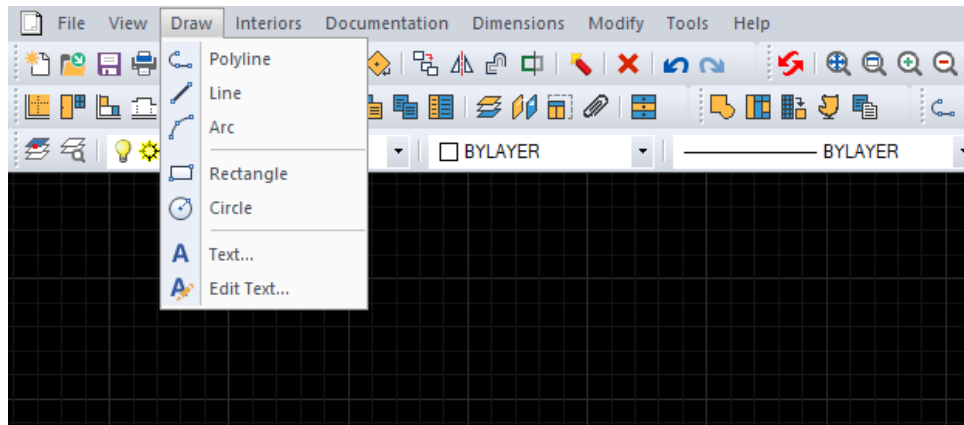 File View Draw Interiors Documentation Dimensions Modify Tools Help
Polyline
Line
Arc
BYLAYER BYLAYER
Rectangle
Circle
Text...
Edit Text...